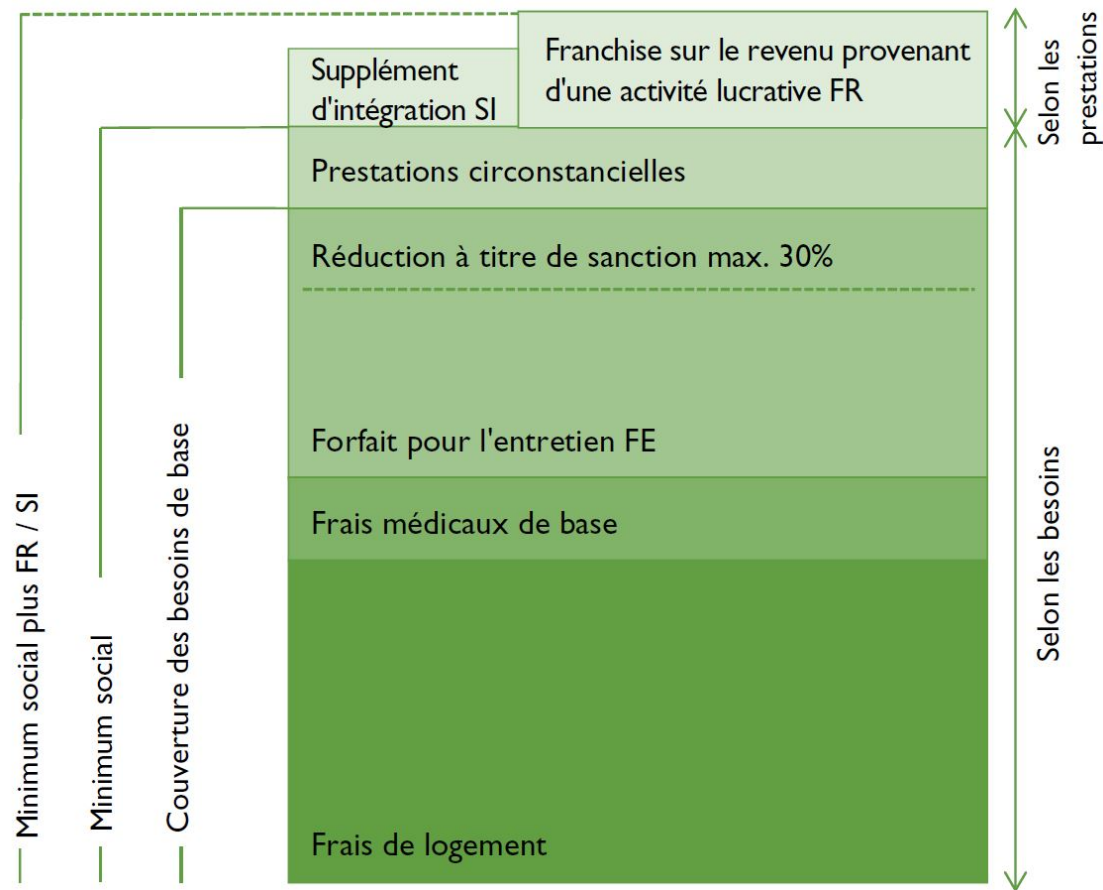 Supplément
d'intégration SI
Franchise sur le revenu provenant
d'une activité lucrative FR
Prestations circonstancielles
Réduction à titre de sanction max. 30%
Forfait pour l'entretien FE
Frais médicaux de base
Frais de logement
Minimum social plus FR / SI
Minimum social
Couverture des besoins de base
Selon les
prestations
Selon les besoins